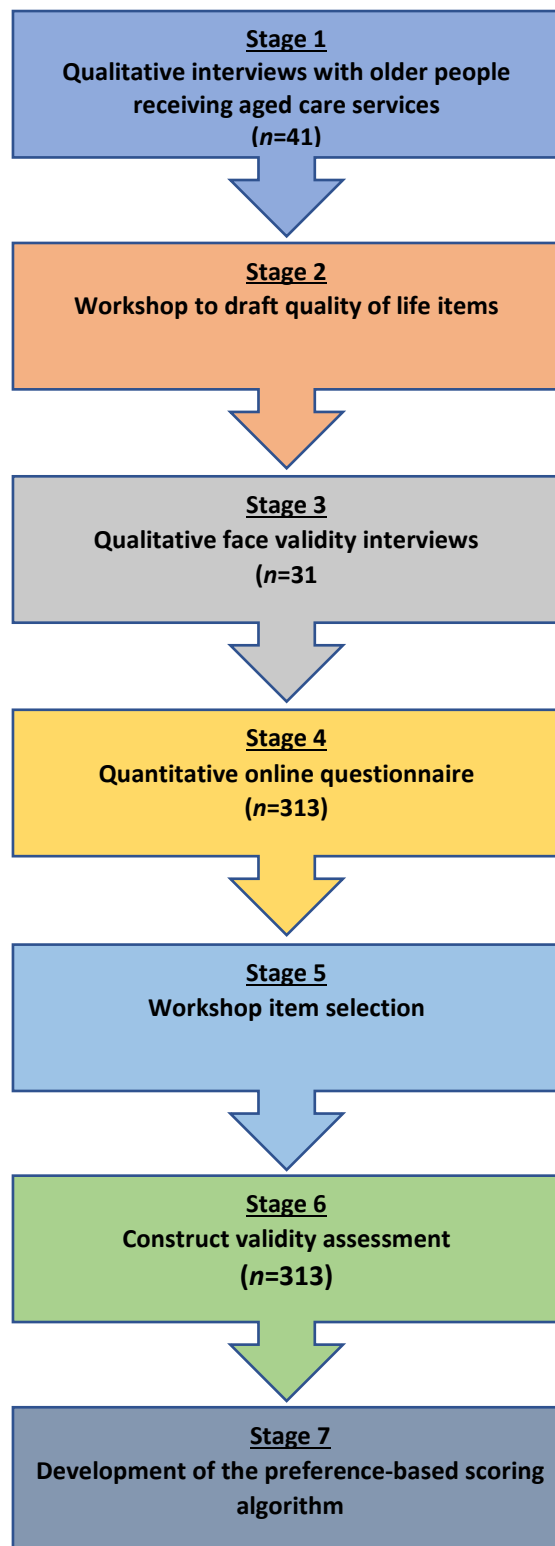 Stage 1
Qualitative interviews with older people
receiving aged care services
(n=41)
Stage 2
Workshop to draft quality of life items
Stage 3
Qualitative face validity interviews
(n=31
Stage 4
Quantitative online questionnaire
(n=313)
Stage 5
Workshop item selection
Stage 6
Construct validity assessment
(n=313)
Stage 7
Development of the preference-based scoring
algorithm